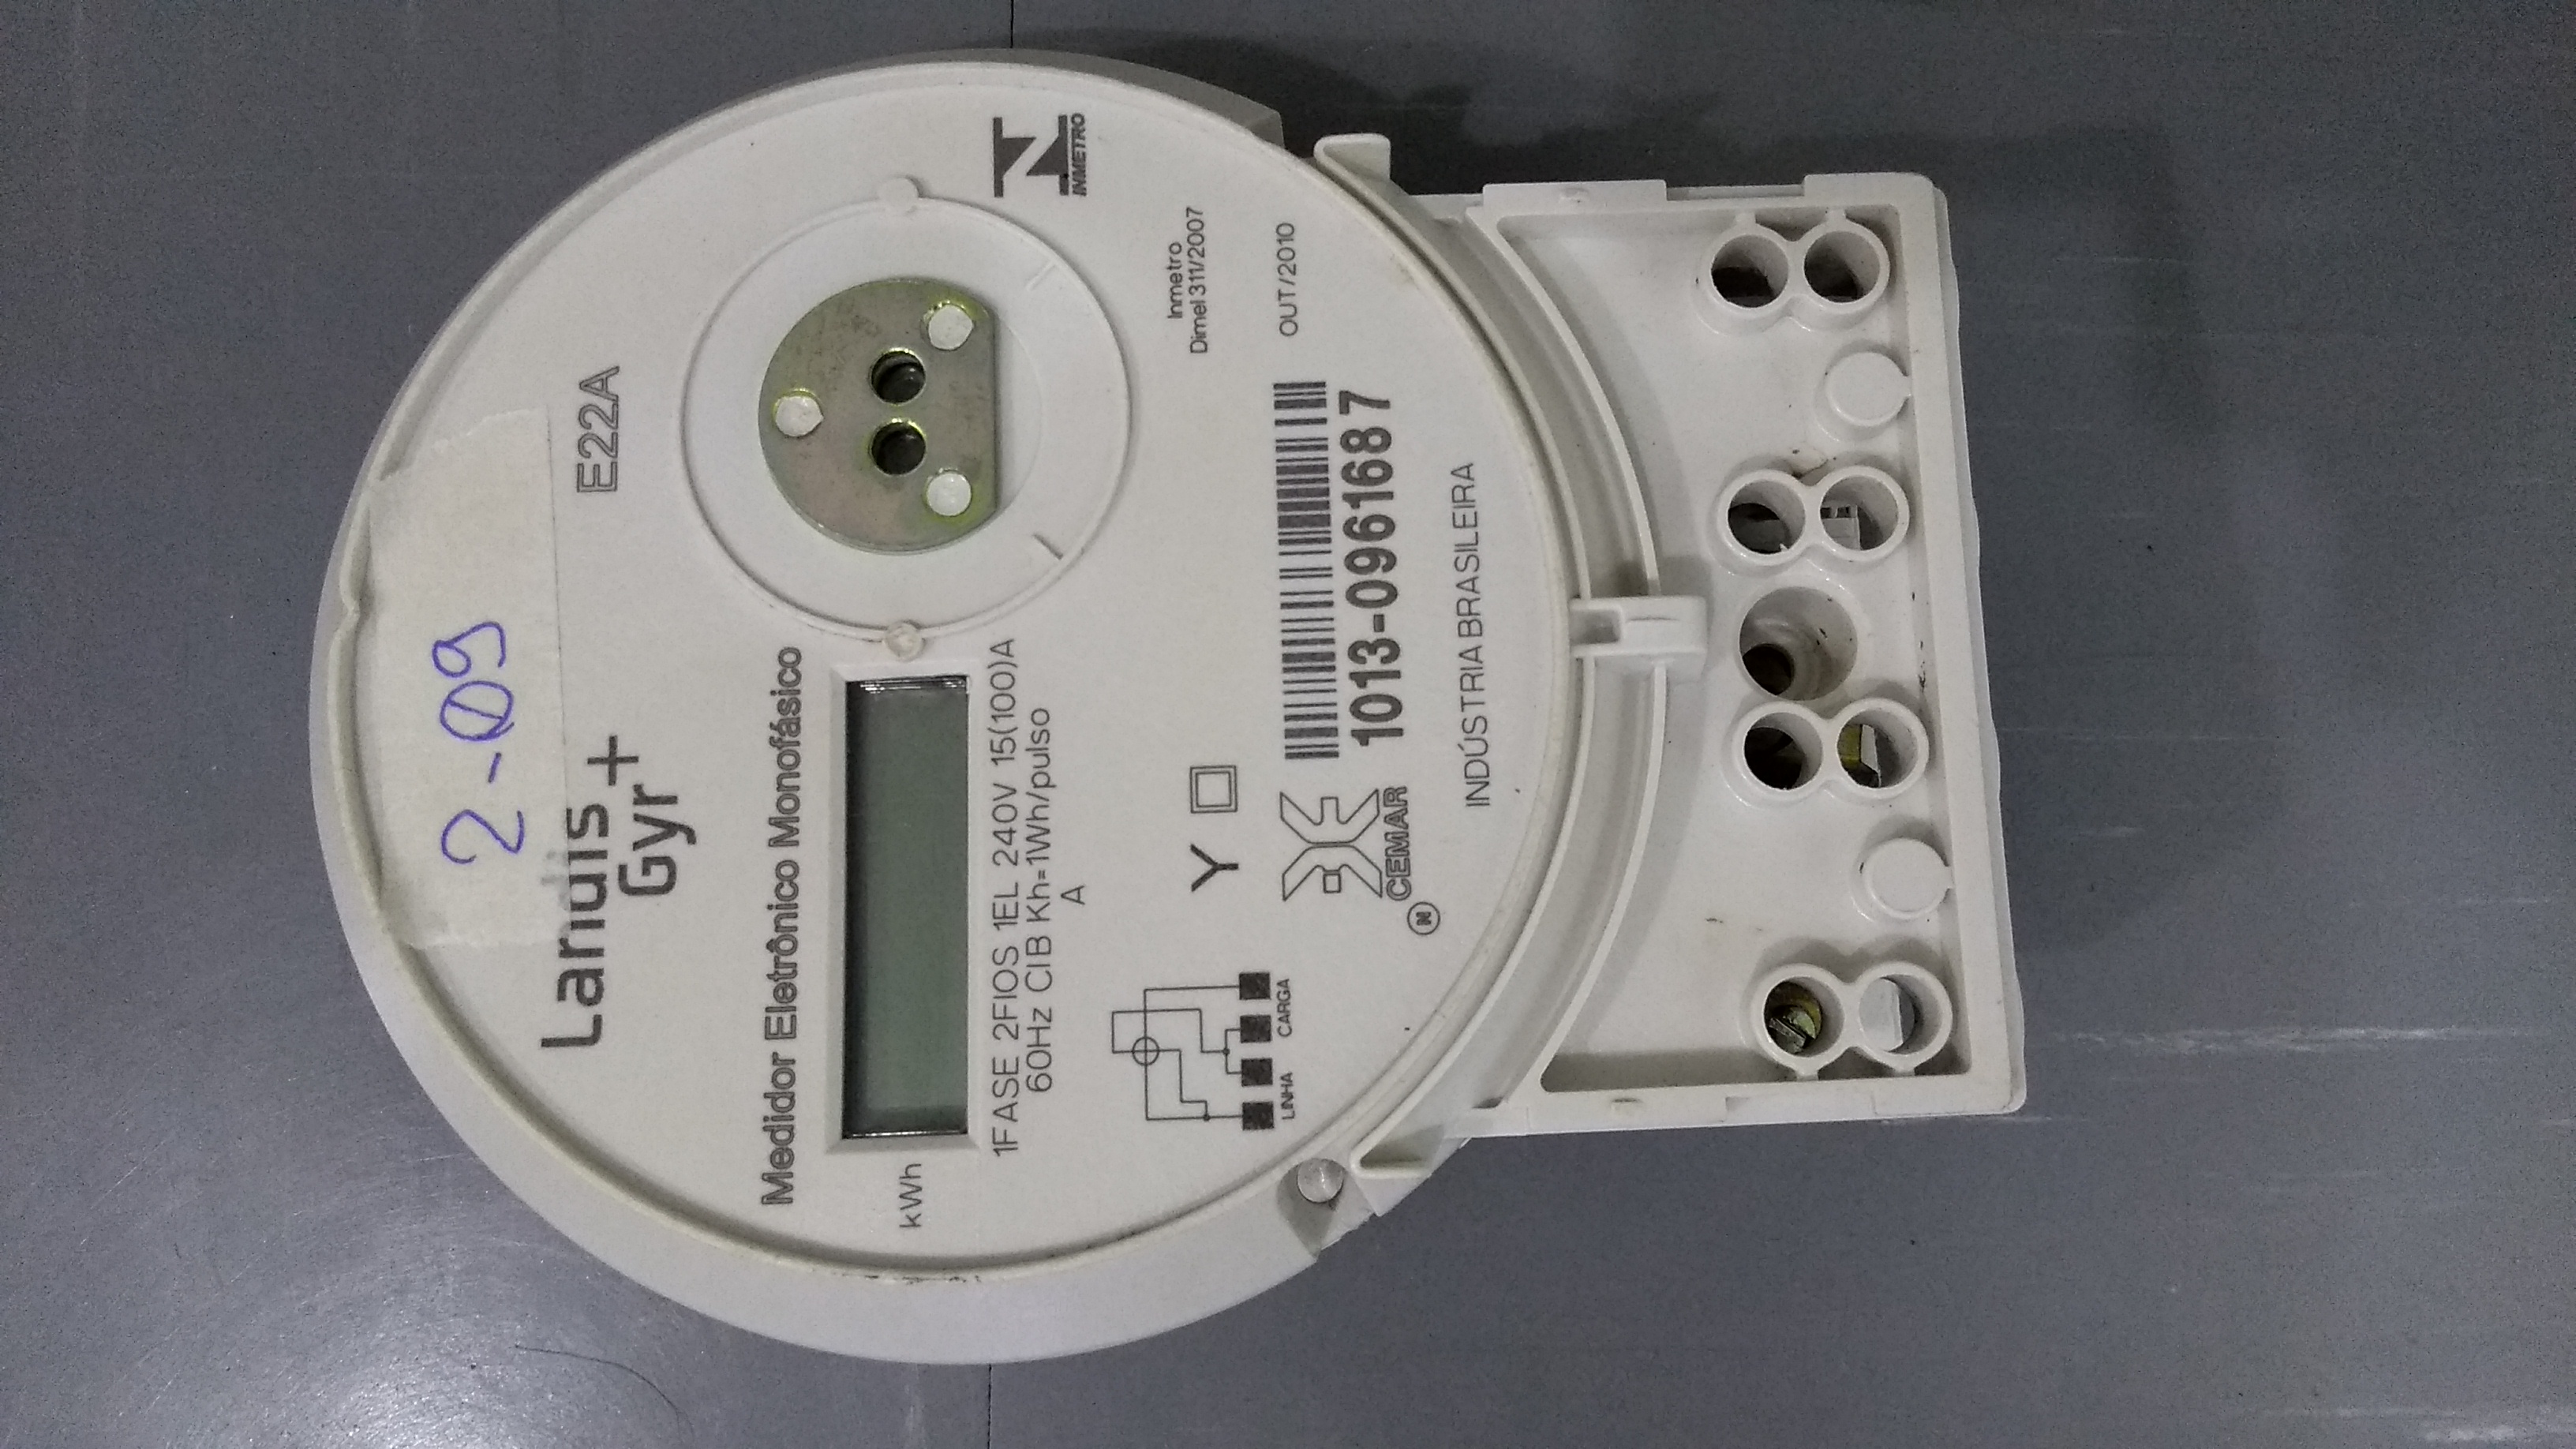 2-09
Landis+
Gyr
E22A
Medidor Eletrônico Monofásico
kWh
1FASE 2FIOS 1EL 240V 15(100)A
60Hz CIB Kh=1Wh/pulso
A
INMETRO
Inmetro
Dimel 311/2007
Y
LINHA CARGA
OUT/2010
CEMAR
N
1013-0961687
INDÚSTRIA BRASILEIRA